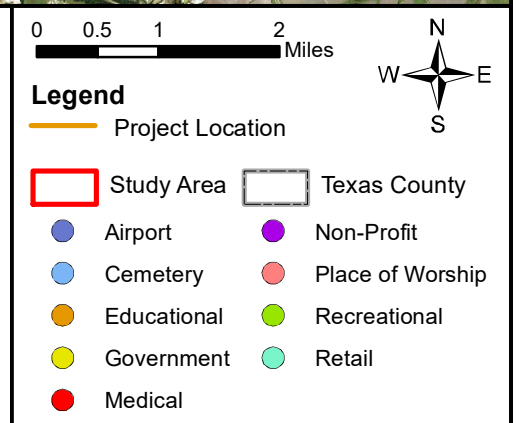 0 0.5 1 2
Miles
N
W E
S
Legend
Project Location
Study Area Texas County
Airport Non-Profit
Cemetery Place of Worship
Educational Recreational
Government Retail
Medical